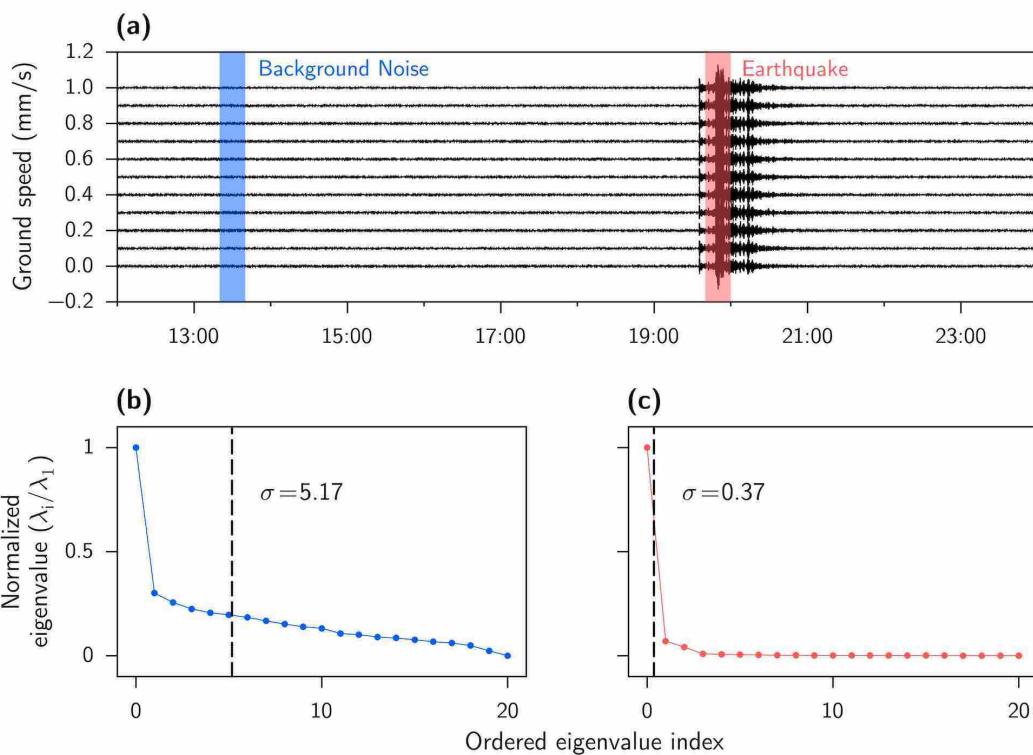 (a)
Ground speed (mm/s)
1.2
1.0
0.8
0.6
0.4
0.2
0.0
−0.2
Background Noise
Earthquake
13:00 15:00 17:00 19:00 21:00 23:00
(b)
Normalized
eigenvalue (λi/λ1)
1
0.5
0
σ=5.17
0 10 20
(c)
σ=0.37
0 10 20
Ordered eigenvalue index